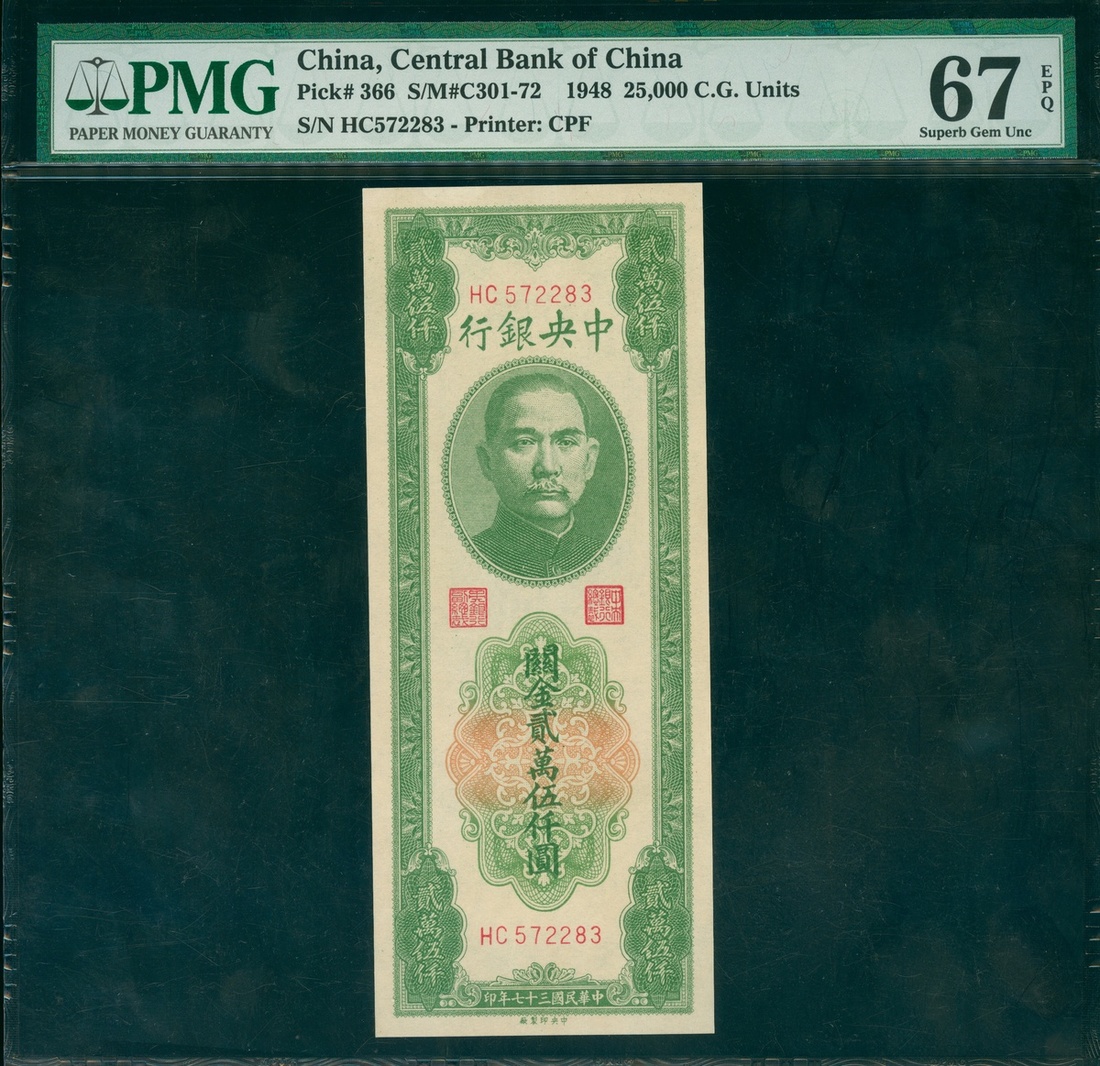 PMG
PAPER MONEY GUARANTY
China, Central Bank of China
Pick# 366 S/M#C301-72 1948 25,000 C.G. Units
S/N HC572283 - Printer: CPF
67
EPQ
Superb Gem Unc
貳萬伍仟
貳萬伍仟
HC 572283
中央銀行
關金貳萬伍仟圓
貳萬伍仟
貳萬伍仟
HC 572283
中華民國三十七年印
中央印製廠